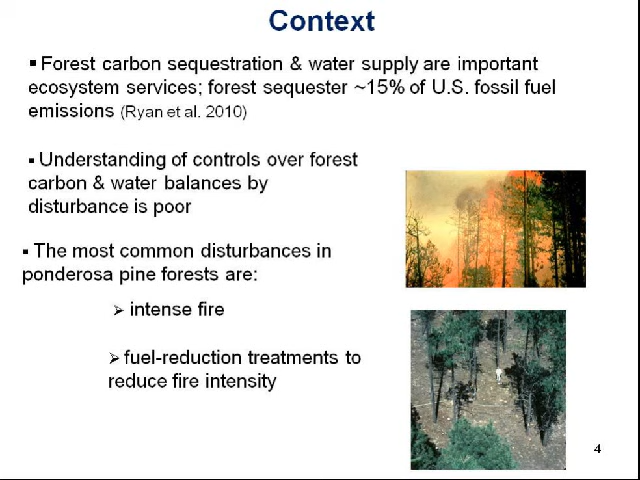 Context
▪ Forest carbon sequestration & water supply are important
ecosystem services; forest sequester ~15% of U.S. fossil fuel
emissions (Ryan et al. 2010)
▪ Understanding of controls over forest
carbon & water balances by
disturbance is poor
▪ The most common disturbances in
ponderosa pine forests are:
➢ intense fire
➢ fuel-reduction treatments to
reduce fire intensity
4